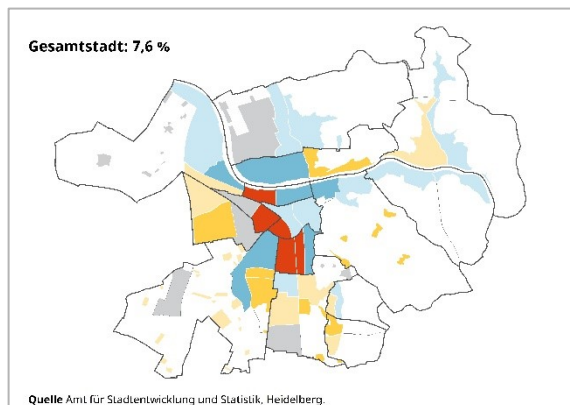 Gesamtstadt: 7,6 %
Quelle Amt für Stadtentwicklung und Statistik, Heidelberg.